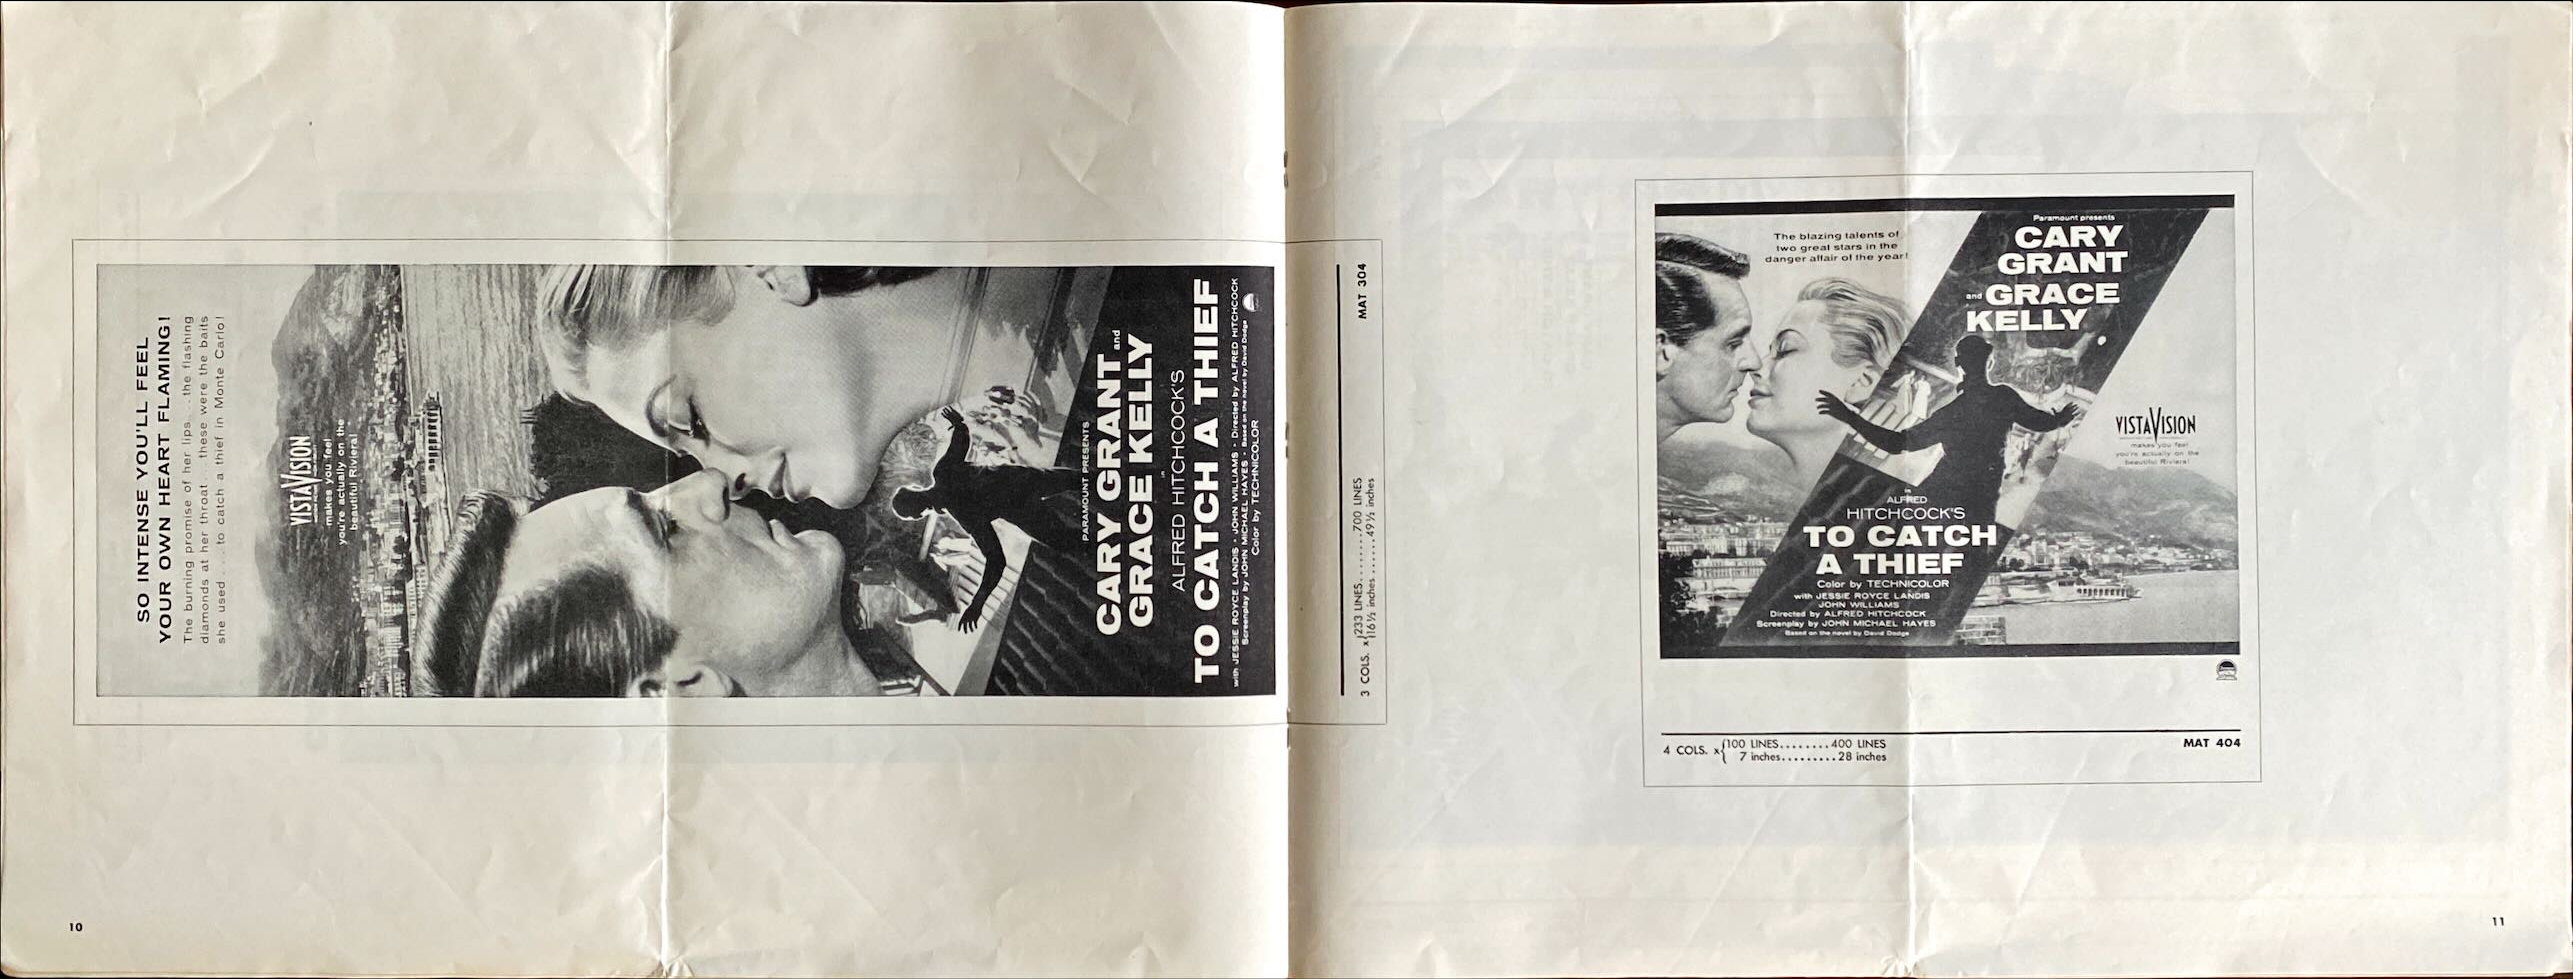 SO INTENSE YOU'LL FEEL
YOUR OWN HEART FLAMING!
The burning promise of her lips...the flashing
diamonds at her throat...these were the baits
she used...to catch a thief in Monte Carlo!
VISTAVISION
makes you feel
you're actually on the
beautiful Riviera!
PARAMOUNT PRESENTS
CARY GRANT and
GRACE KELLY
in
ALFRED HITCHCOCK'S
TO CATCH A THIEF
with JESSIE ROYCE LANDIS · JOHN WILLIAMS · Directed by ALFRED HITCHCOCK
Screenplay by JOHN MICHAEL HAYES · Based on the novel by David Dodge
Color by TECHNICOLOR
3 COLS. x { 233 LINES.......700 LINES
16½ inches......49½ inches
MAT 304
10
Paramount presents
The blazing talents of
two great stars in the
danger affair of the year!
CARY
GRANT
and GRACE
KELLY
VISTAVISION
makes you feel
you're actually on the
beautiful Riviera!
in
ALFRED
HITCHCOCK'S
TO CATCH
A THIEF
Color by TECHNICOLOR
with JESSIE ROYCE LANDIS
JOHN WILLIAMS
Directed by ALFRED HITCHCOCK
Screenplay by JOHN MICHAEL HAYES
Based on the novel by David Dodge
4 COLS. x { 100 LINES........400 LINES
7 inches.........28 inches
MAT 404
11